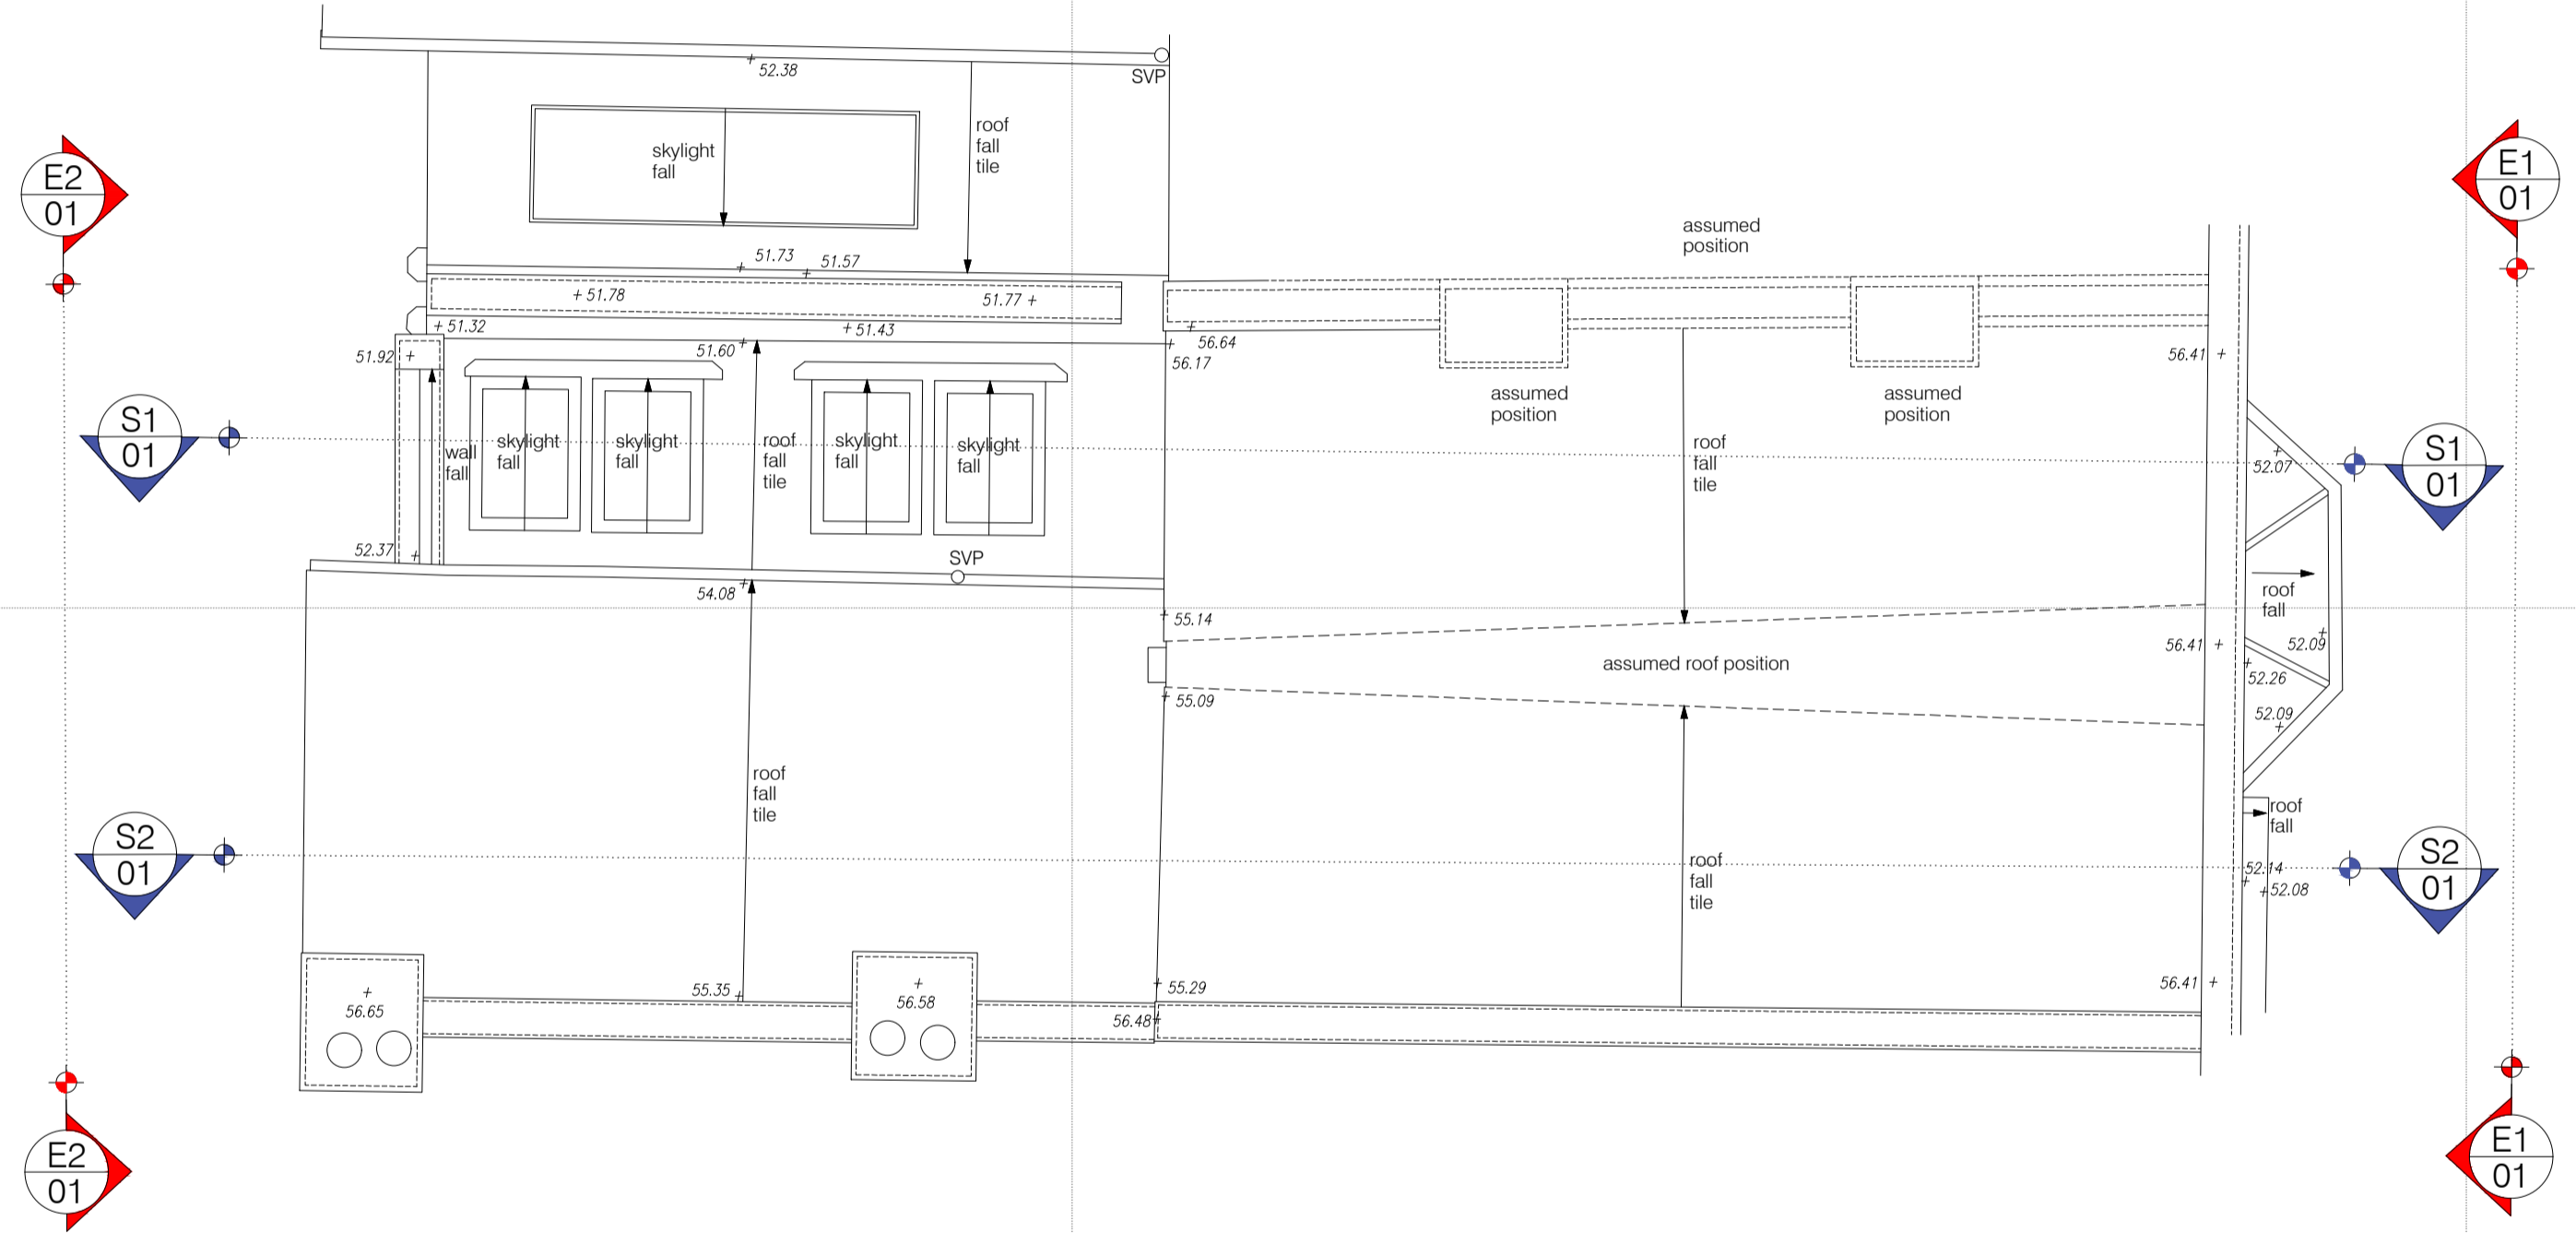 52.38
SVP
roof
fall
tile
skylight
fall
E2
01
E1
01
assumed
position
51.73
51.57
51.78
51.77
51.32
51.43
51.92
51.60
56.64
56.17
56.41
assumed
position
assumed
position
S1
01
wall
fall
skylight
fall
skylight
fall
roof
fall
tile
skylight
fall
skylight
fall
roof
fall
tile
52.07
S1
01
52.37
SVP
54.08
55.14
roof
fall
56.41
52.09
assumed roof position
52.26
55.09
52.09
roof
fall
tile
roof
fall
S2
01
roof
fall
tile
52.14
52.08
S2
01
55.35
56.65
56.58
55.29
56.48
56.41
E2
01
E1
01